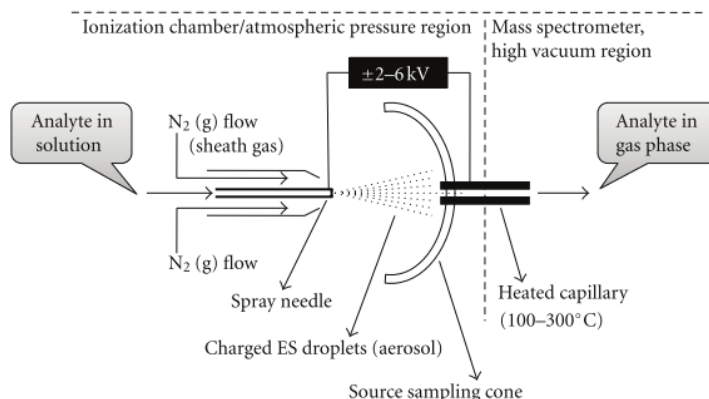 Ionization chamber/atmospheric pressure region
Mass spectrometer,
high vacuum region
±2–6 kV
Analyte in
solution
N₂ (g) flow
(sheath gas)
Analyte in
gas phase
N₂ (g) flow
Spray needle
Heated capillary
(100–300°C)
Charged ES droplets (aerosol)
Source sampling cone